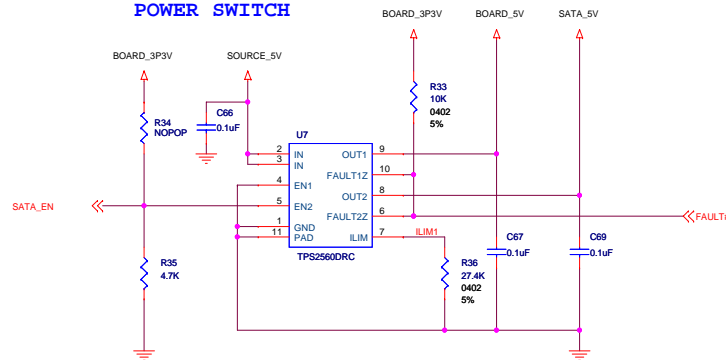 POWER SWITCH
BOARD_3P3V
BOARD_5V
SATA_5V
BOARD_3P3V
SOURCE_5V
R34
NOPOP
C66
0.1uF
R33
10K
0402
5%
U7
2 IN
3 IN
4 EN1
5 EN2
1 GND
11 PAD
OUT1 9
FAULT1Z 10
OUT2 8
FAULT2Z 6
ILIM 7
ILIM1
TPS2560DRC
SATA_EN
R35
4.7K
R36
27.4K
0402
5%
C67
0.1uF
C69
0.1uF